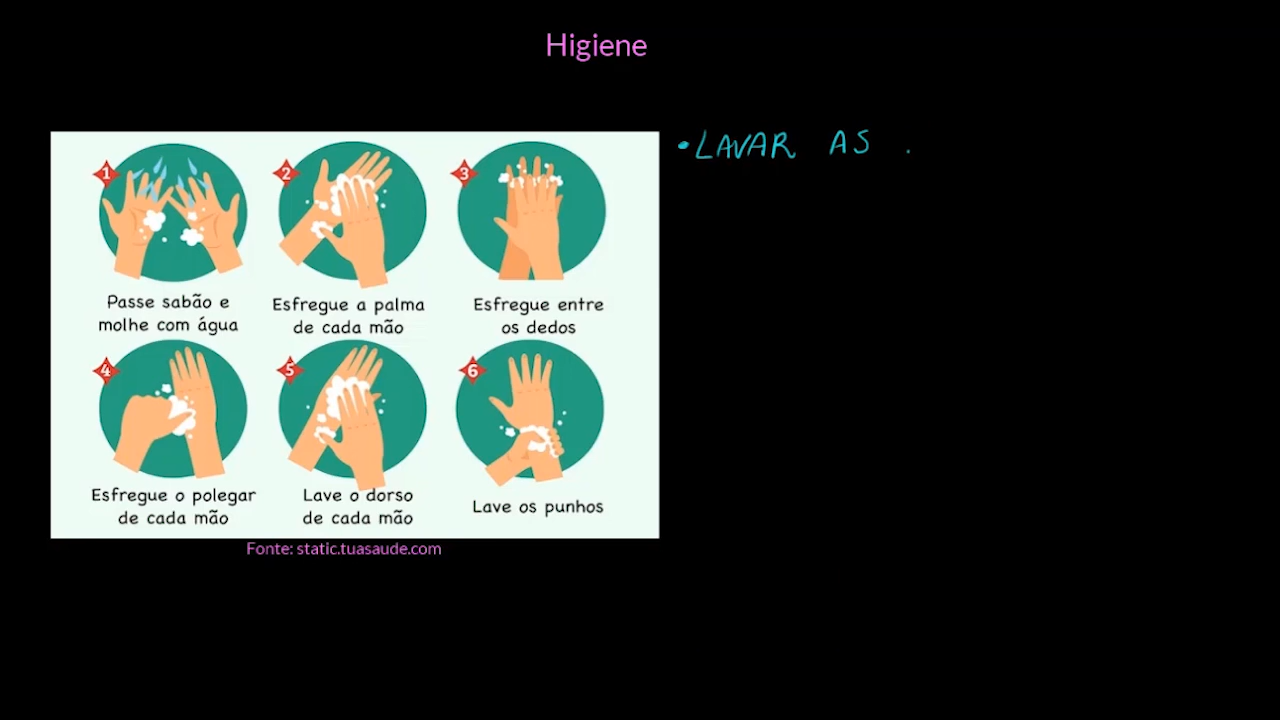 Higiene
• LAVAR AS .
1
2
3
Passe sabão e
molhe com água
Esfregue a palma
de cada mão
Esfregue entre
os dedos
4
5
6
Esfregue o polegar
de cada mão
Lave o dorso
de cada mão
Lave os punhos
Fonte: static.tuasaude.com